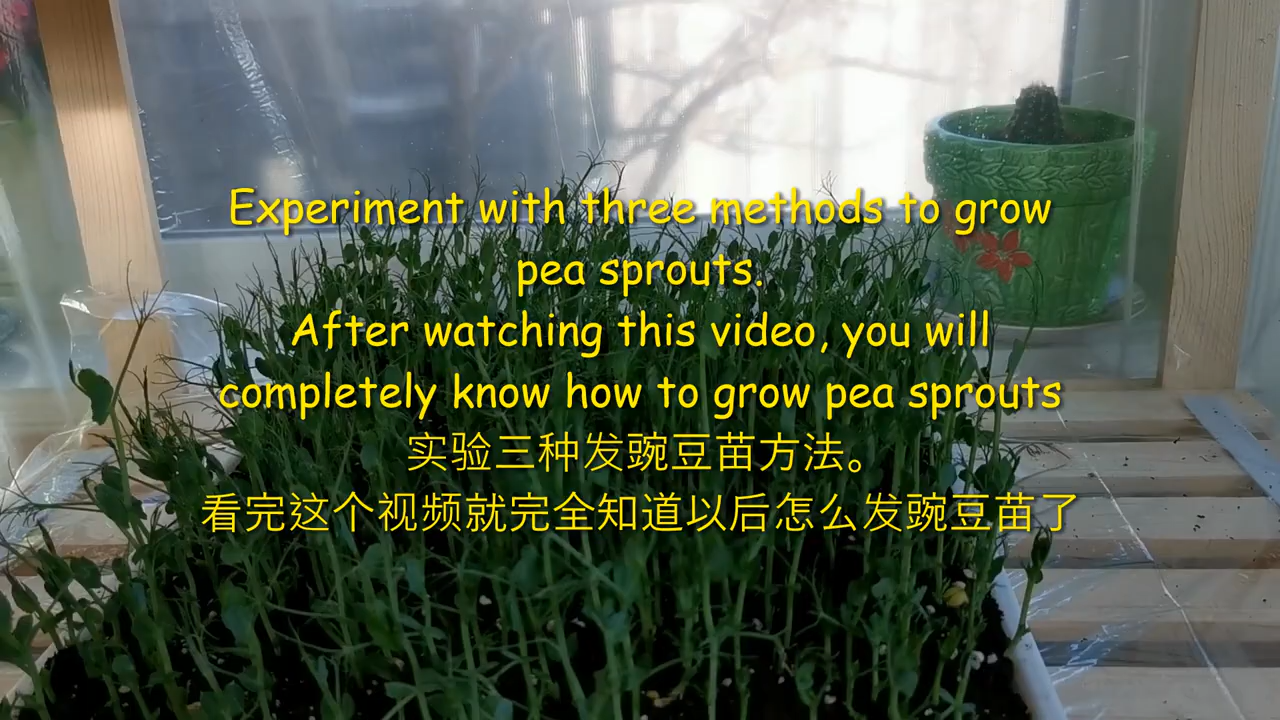 Experiment with three methods to grow
pea sprouts.
After watching this video, you will
completely know how to grow pea sprouts
实验三种发豌豆苗方法。
看完这个视频就完全知道以后怎么发豌豆苗了